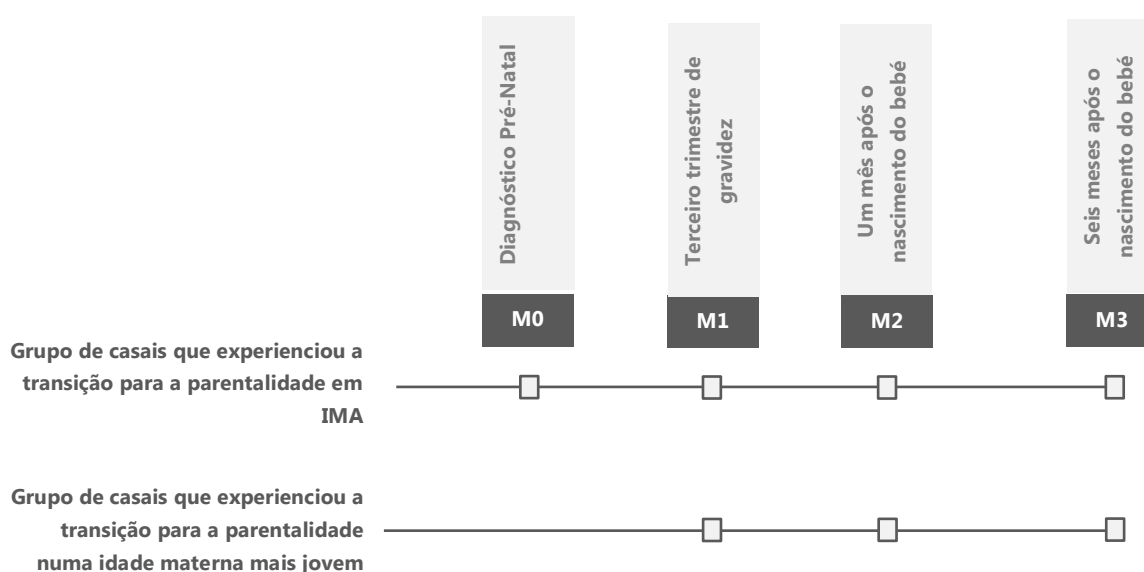 Diagnóstico Pré-Natal
Terceiro trimestre de
gravidez
Um mês após o
nascimento do bebé
Seis meses após o
nascimento do bebé
M0
M1
M2
M3
Grupo de casais que experienciou a
transição para a parentalidade em
IMA
Grupo de casais que experienciou a
transição para a parentalidade
numa idade materna mais jovem